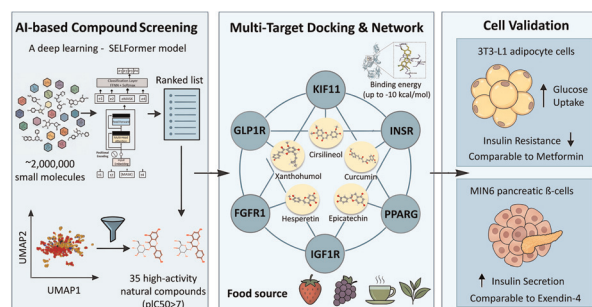 AI-based Compound Screening
A deep learning - SELFormer model
Ranked list
~2,000,000
small molecules
UMAP2
UMAP1
35 high-activity
natural compounds
(pIC50>7)
Multi-Target Docking & Network
Binding energy
(up to -10 kcal/mol)
KIF11
GLP1R
INSR
Cirsilineol
Xanthohumol
Curcumin
FGFR1
Hesperetin
Epicatechin
PPARG
IGF1R
Food source
Cell Validation
3T3-L1 adipocyte cells
Glucose
Uptake
Insulin Resistance
Comparable to Metformin
MIN6 pancreatic ß-cells
Insulin Secretion
Comparable to Exendin-4